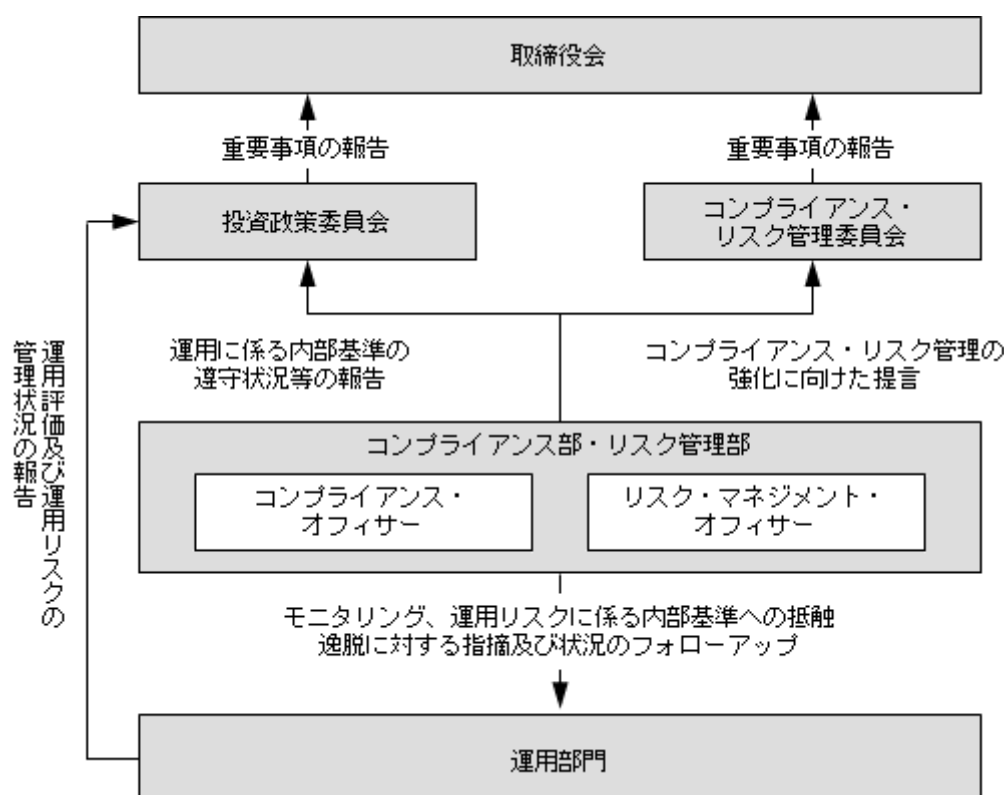 取締役会
重要事項の報告
重要事項の報告
投資政策委員会
コンプライアンス・
リスク管理委員会
運用に係る内部基準の
遵守状況等の報告
コンプライアンス・リスク管理の
強化に向けた提言
運用評価及び運用リスクの
管理状況の報告
コンプライアンス部・リスク管理部
コンプライアンス・
オフィサー
リスク・マネジメント・
オフィサー
モニタリング、運用リスクに係る内部基準への抵触
逸脱に対する指摘及び状況のフォローアップ
運用部門